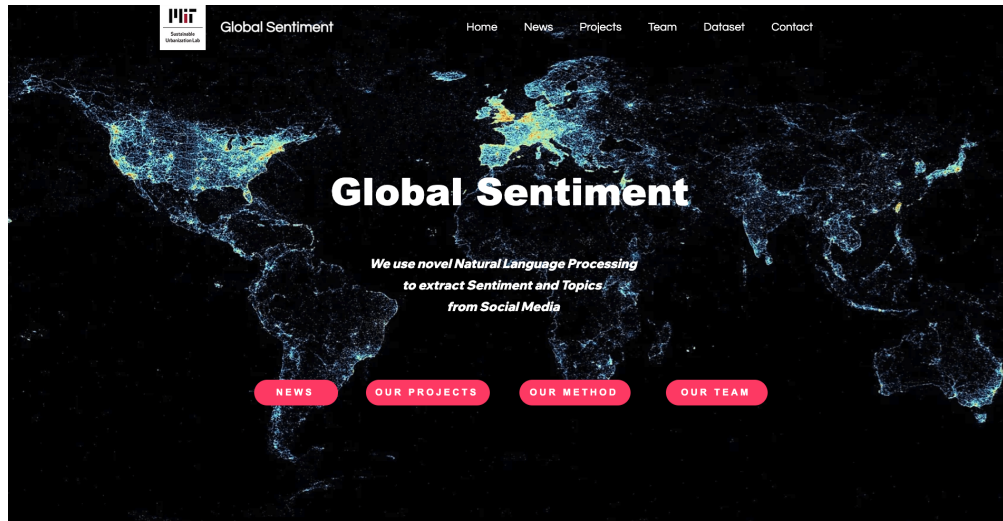 MIT
Sustainable
Urbanization Lab
Global Sentiment
Home News Projects Team Dataset Contact
Global Sentiment
We use novel Natural Language Processing
to extract Sentiment and Topics
from Social Media
NEWS
OUR PROJECTS
OUR METHOD
OUR TEAM